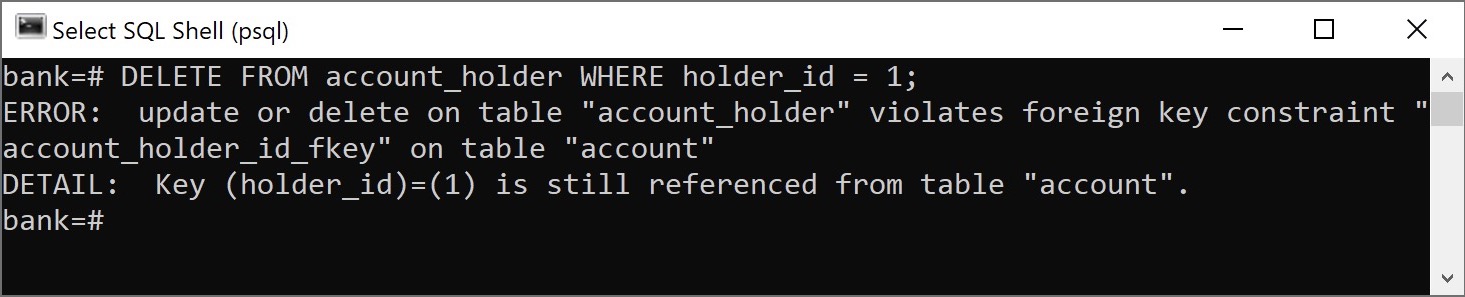 Select SQL Shell (psql)
bank=# DELETE FROM account_holder WHERE holder_id = 1;
ERROR:  update or delete on table "account_holder" violates foreign key constraint "
account_holder_id_fkey" on table "account"
DETAIL:  Key (holder_id)=(1) is still referenced from table "account".
bank=#